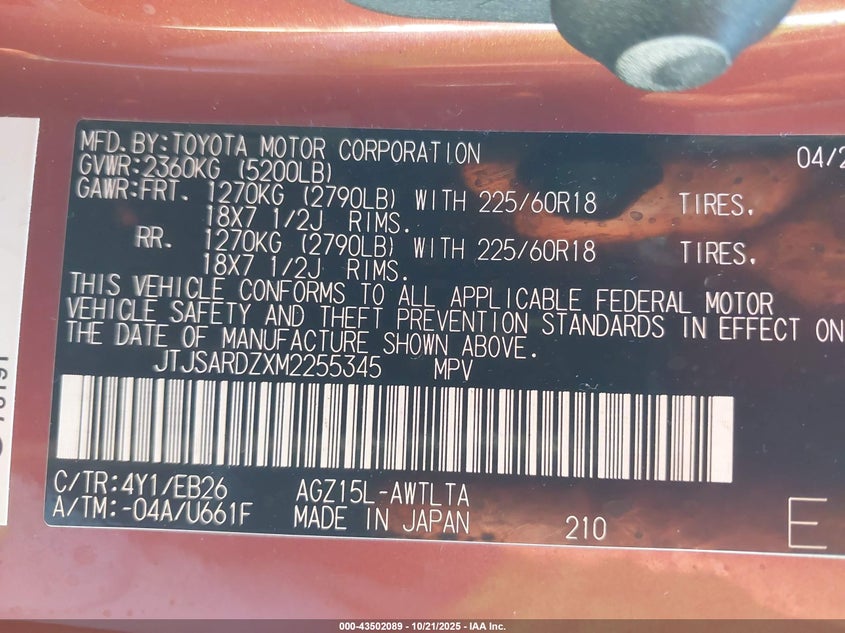 MFD.BY:TOYOTA MOTOR CORPORATION 04/2
GVWR:2360KG (5200LB)
GAWR:FRT. 1270KG (2790LB) WITH 225/60R18 TIRES,
18X7 1/2J RIMS.
RR. 1270KG (2790LB) WITH 225/60R18 TIRES,
18X7 1/2J RIMS.
THIS VEHICLE CONFORMS TO ALL APPLICABLE FEDERAL MOTOR
VEHICLE SAFETY AND THEFT PREVENTION STANDARDS IN EFFECT ON
THE DATE OF MANUFACTURE SHOWN ABOVE.
JTJSARDZXM2255345 MPV
C/TR:4Y1/EB26 AGZ15L-AWTLTA
A/TM:-04A/U661F MADE IN JAPAN 210 E
000-43502089 - 10/21/2025 - IAA Inc.